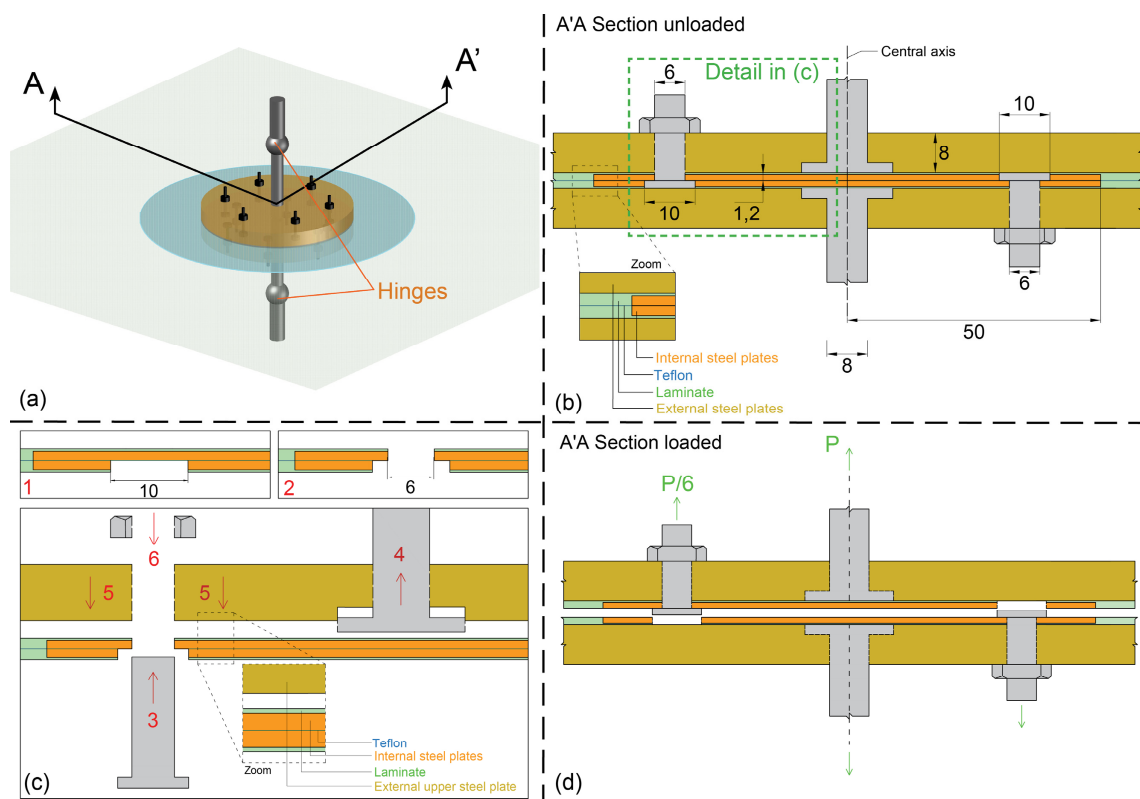 A
A'
Hinges
(a)
A'A Section unloaded
Central axis
6
Detail in (c)
10
8
10
1,2
6
50
8
Zoom
Internal steel plates
Teflon
Laminate
External steel plates
(b)
1
10
2
6
6
5
5
4
3
Zoom
Teflon
Internal steel plates
Laminate
External upper steel plate
(c)
A'A Section loaded
P
P/6
(d)